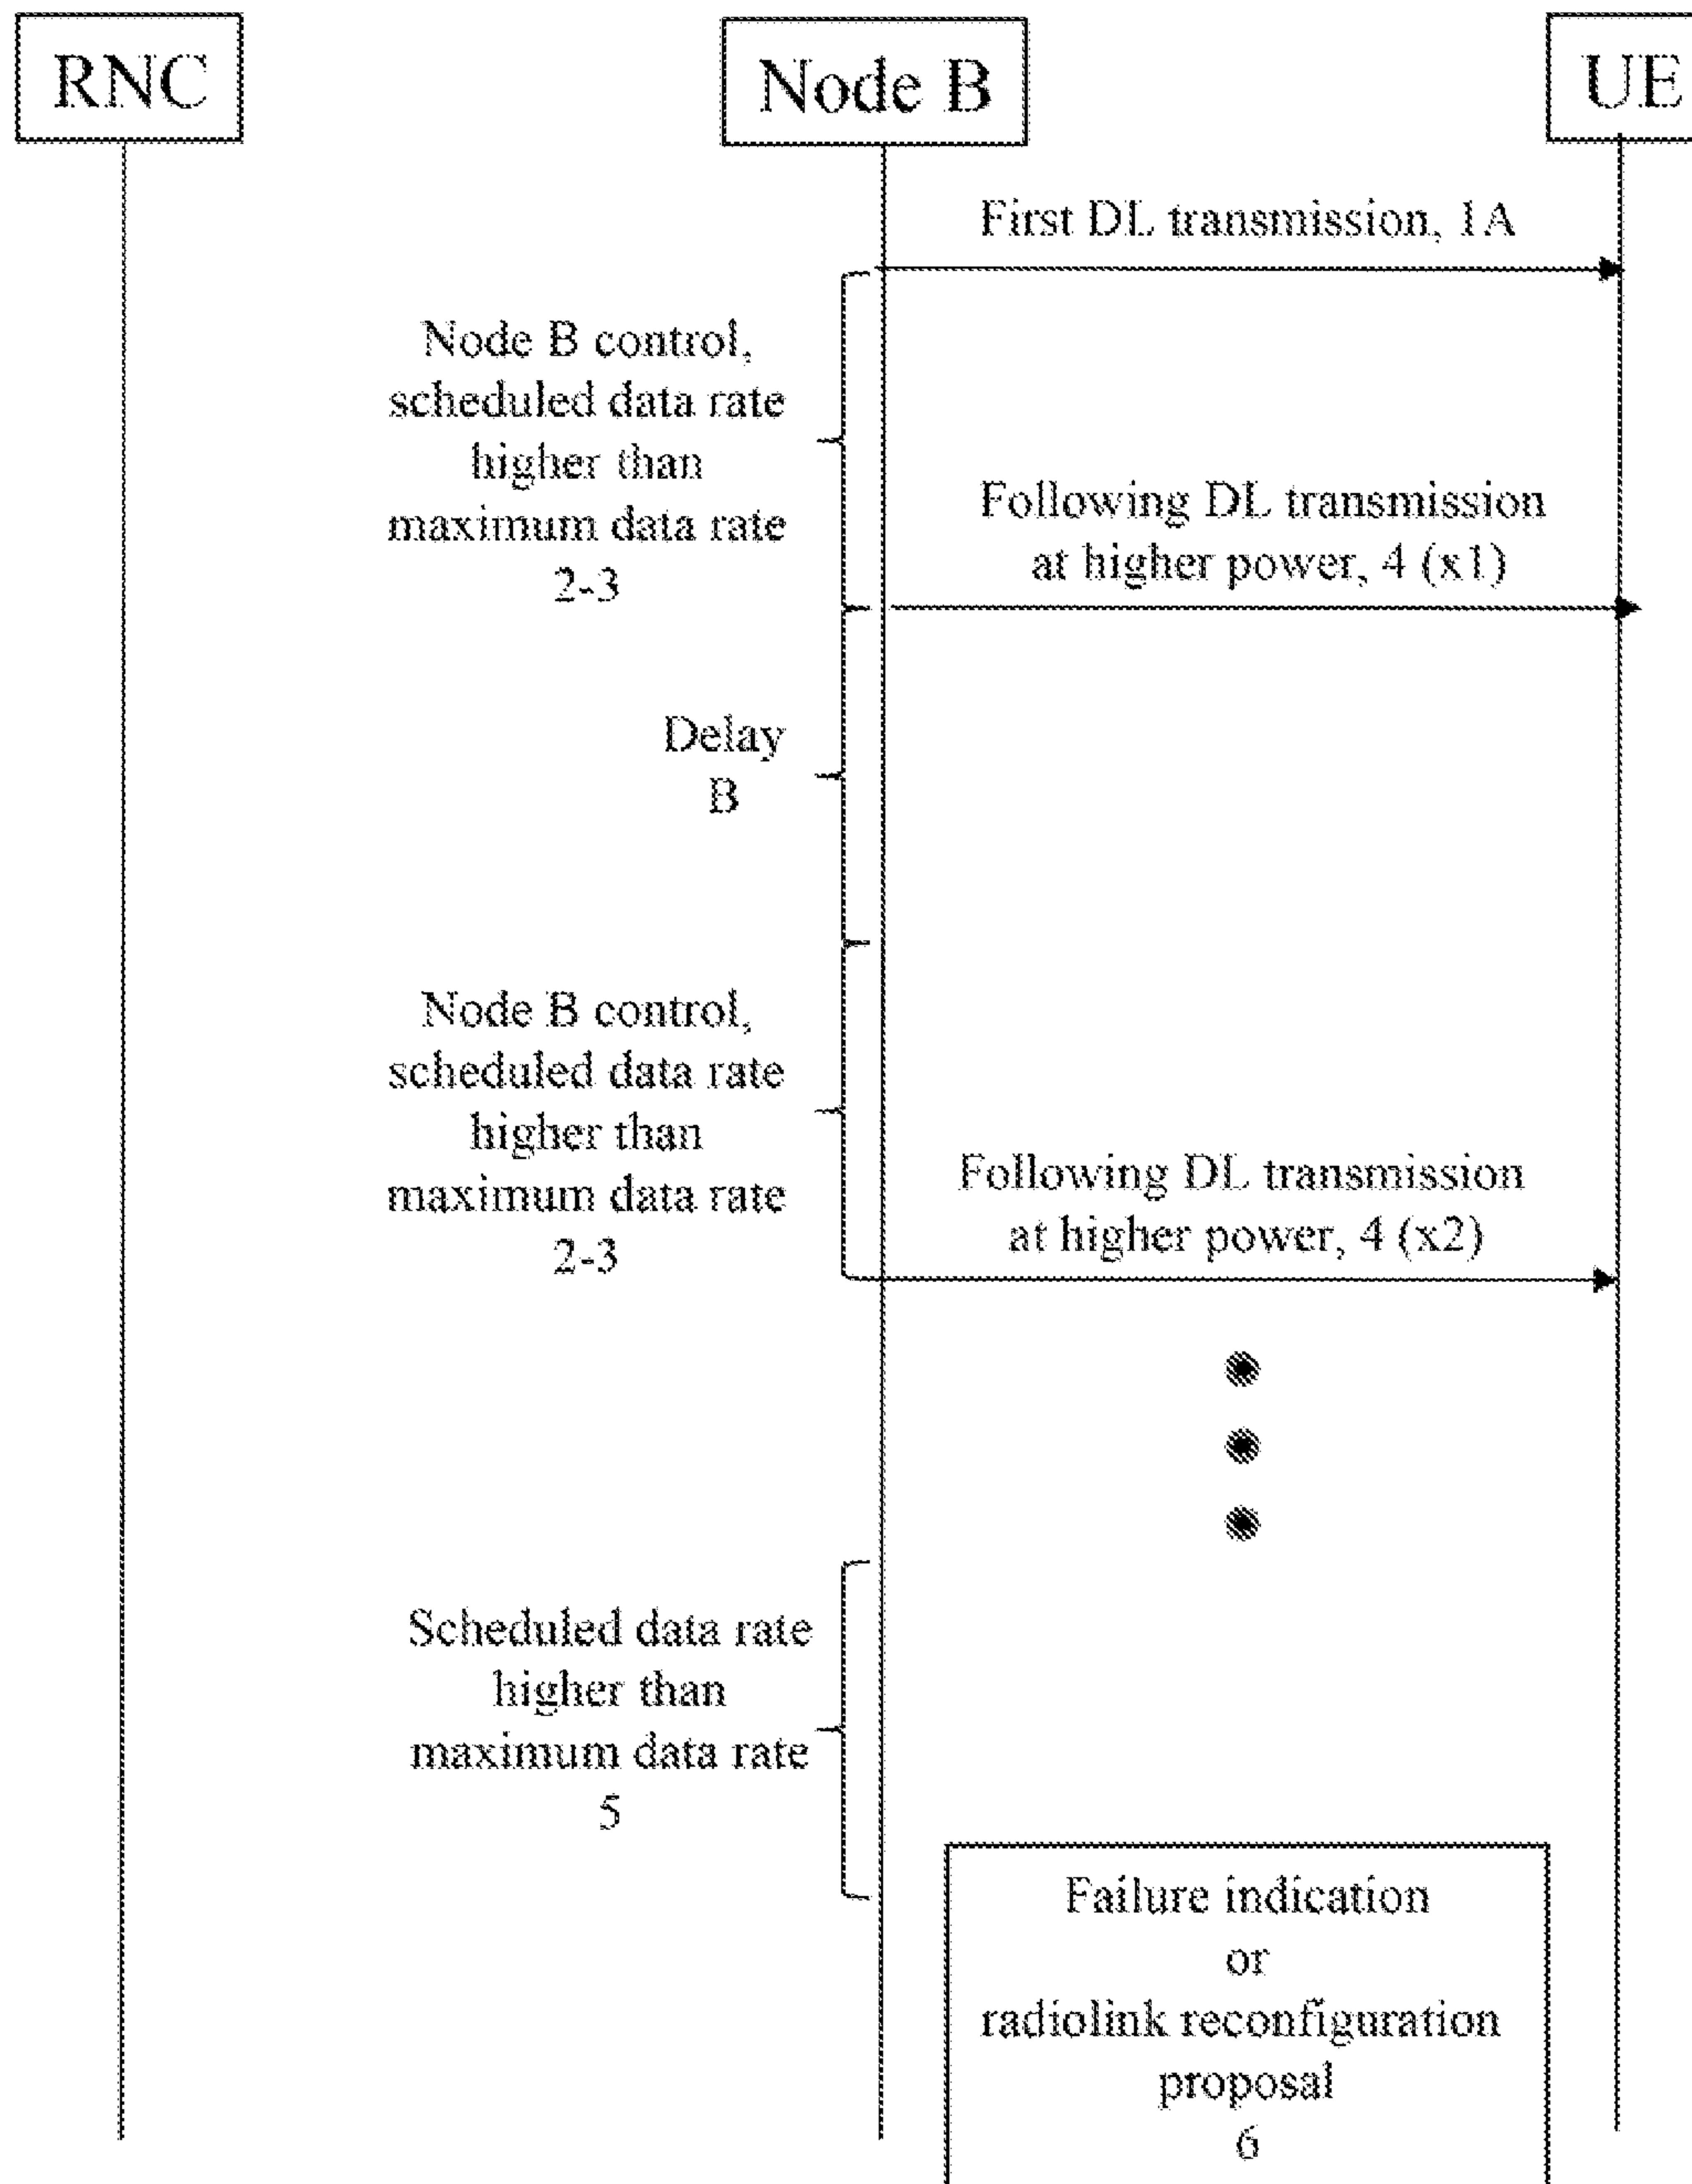 RNC
Node B
UE
First DL transmission, 1A
Node B control,
scheduled data rate
higher than
maximum data rate
2-3
Following DL transmission
at higher power, 4 (x1)
Delay
B
Node B control,
scheduled data rate
higher than
maximum data rate
2-3
Following DL transmission
at higher power, 4 (x2)
Scheduled data rate
higher than
maximum data rate
5
Failure indication
or
radiolink reconfiguration
proposal
6